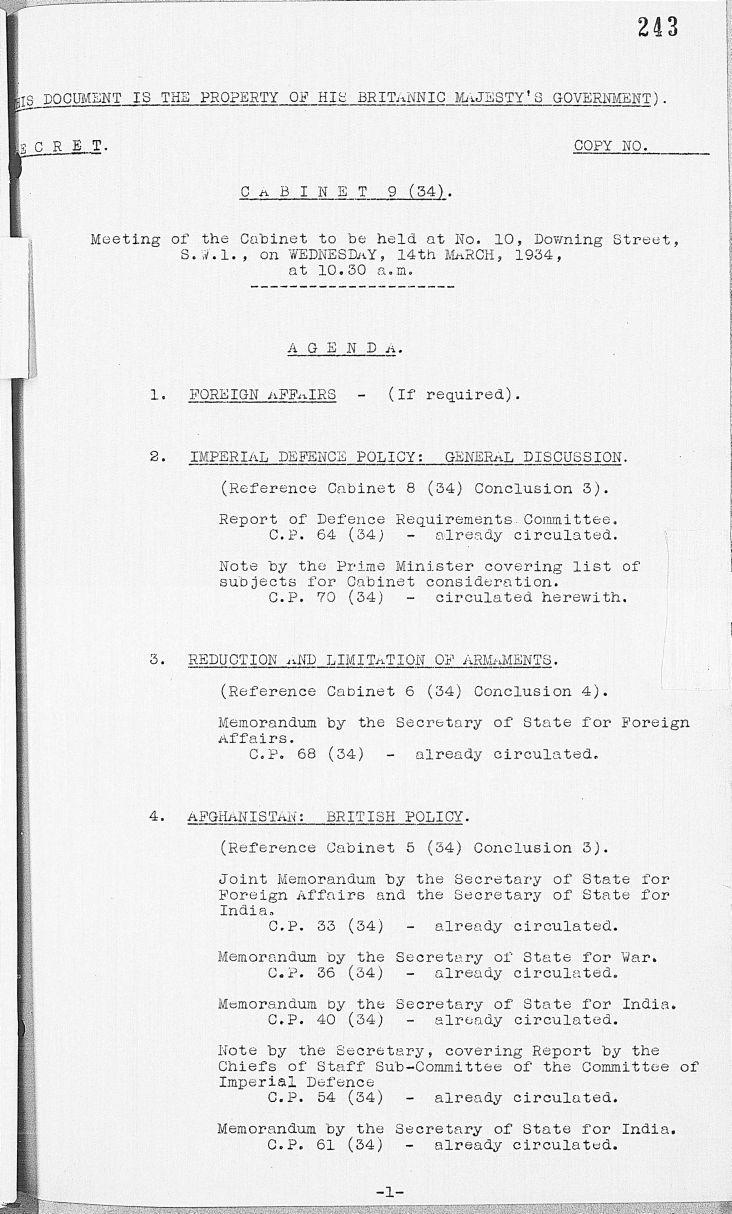 243
HIS DOCUMENT IS THE PROPERTY OF HIS BRITANNIC MAJESTY'S GOVERNMENT).
E C R E T.
COPY NO.
C A B I N E T 9 (34).
Meeting of the Cabinet to be held at No. 10, Downing Street,
S.W.1., on WEDNESDAY, 14th MARCH, 1934,
at 10.30 a.m.
A G E N D A.
1. FOREIGN AFFAIRS - (If required).
2. IMPERIAL DEFENCE POLICY: GENERAL DISCUSSION.
(Reference Cabinet 8 (34) Conclusion 3).
Report of Defence Requirements Committee.
C.P. 64 (34) - already circulated.
Note by the Prime Minister covering list of
subjects for Cabinet consideration.
C.P. 70 (34) - circulated herewith.
3. REDUCTION AND LIMITATION OF ARMAMENTS.
(Reference Cabinet 6 (34) Conclusion 4).
Memorandum by the Secretary of State for Foreign
Affairs.
C.P. 68 (34) - already circulated.
4. AFGHANISTAN: BRITISH POLICY.
(Reference Cabinet 5 (34) Conclusion 3).
Joint Memorandum by the Secretary of State for
Foreign Affairs and the Secretary of State for
India.
C.P. 33 (34) - already circulated.
Memorandum by the Secretary of State for War.
C.P. 36 (34) - already circulated.
Memorandum by the Secretary of State for India.
C.P. 40 (34) - already circulated.
Note by the Secretary, covering Report by the
Chiefs of Staff Sub-Committee of the Committee of
Imperial Defence
C.P. 54 (34) - already circulated.
Memorandum by the Secretary of State for India.
C.P. 61 (34) - already circulated.
-1-